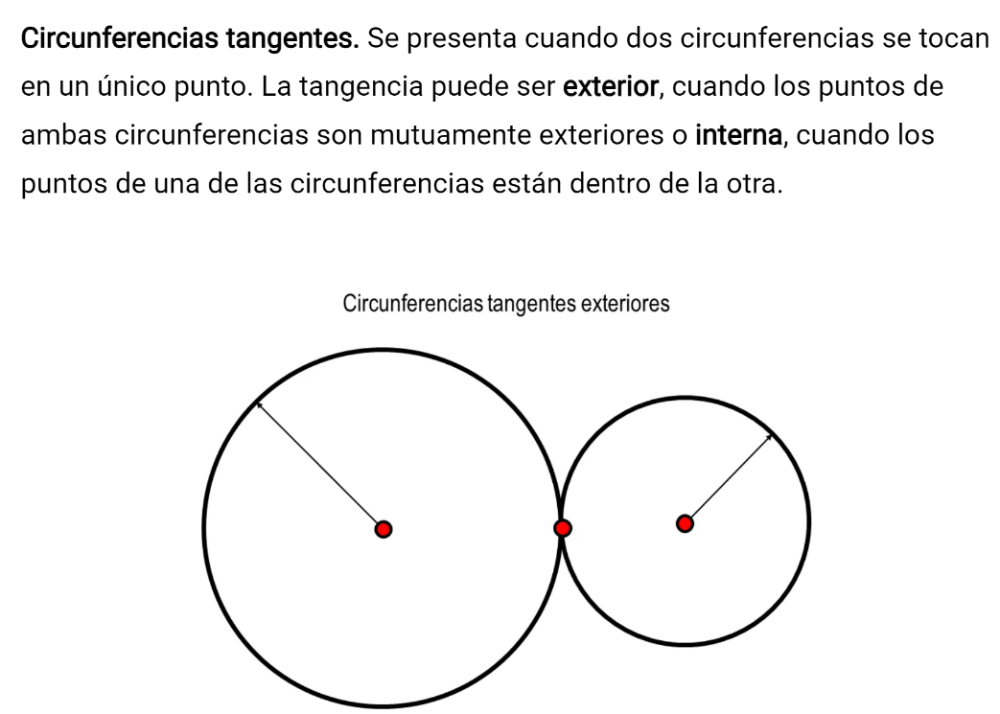 Circunferencias tangentes. Se presenta cuando dos circunferencias se tocan
en un único punto. La tangencia puede ser exterior, cuando los puntos de
ambas circunferencias son mutuamente exteriores o interna, cuando los
puntos de una de las circunferencias están dentro de la otra.
Circunferencias tangentes exteriores